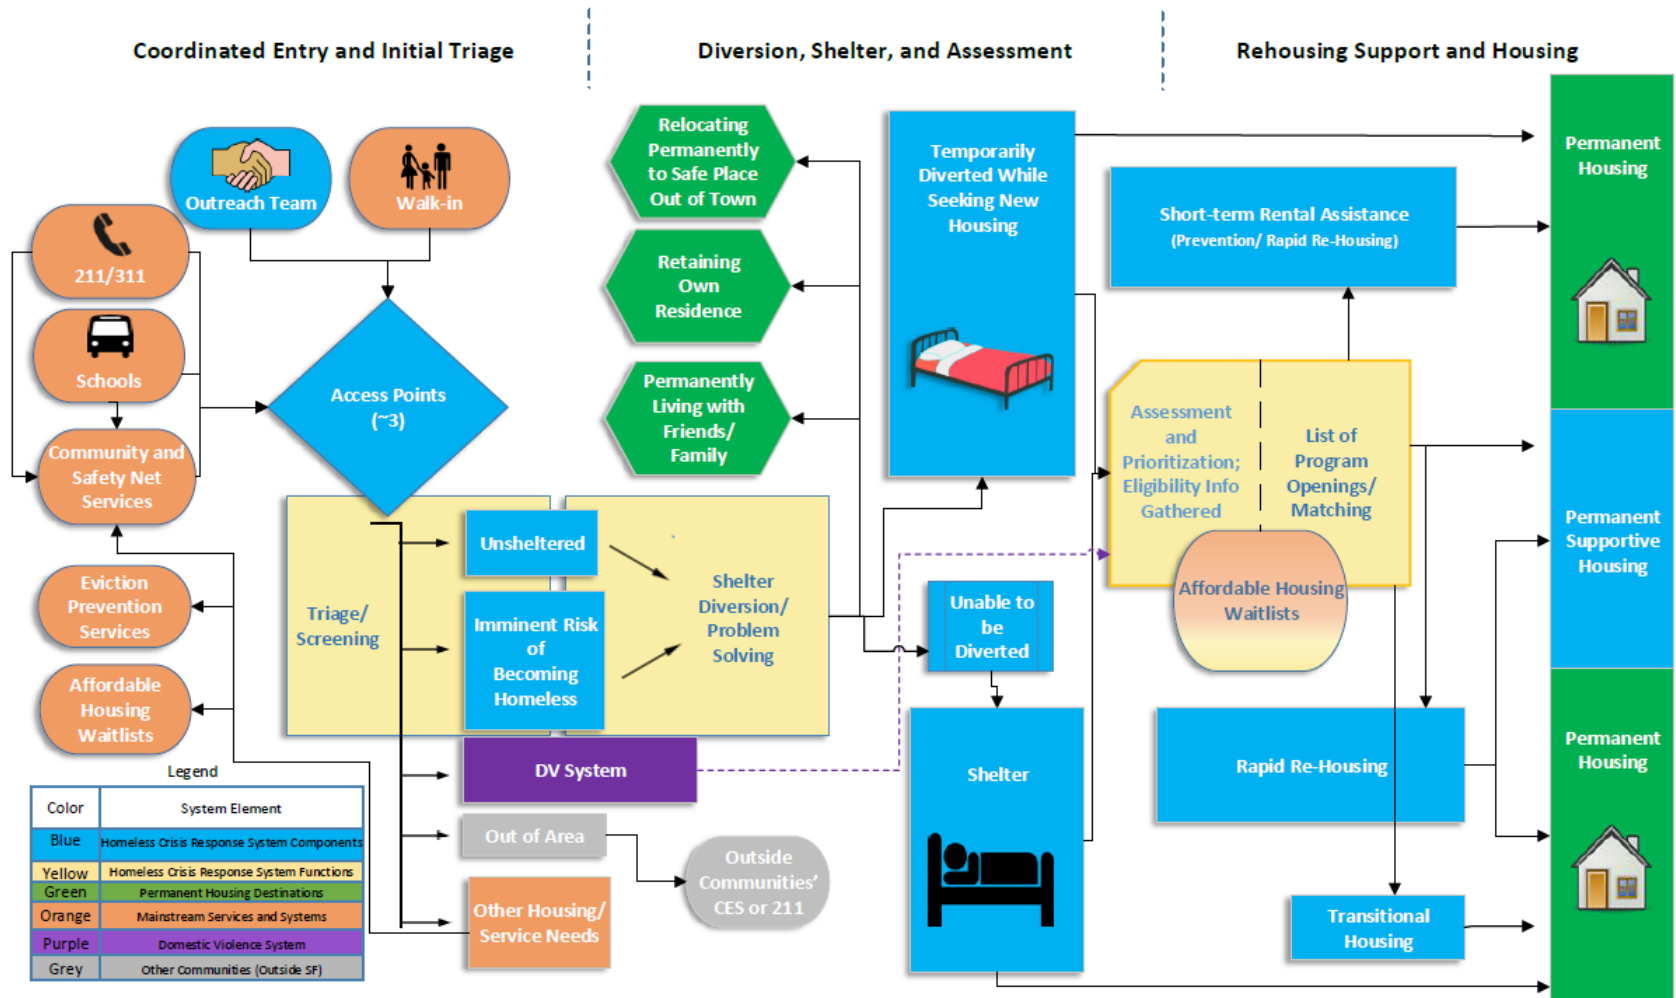 Coordinated Entry and Initial Triage
Diversion, Shelter, and Assessment
Rehousing Support and Housing
Outreach Team
Walk-in
211/311
Schools
Community and
Safety Net
Services
Eviction
Prevention
Services
Affordable
Housing
Waitlists
Access Points
(~3)
Triage/
Screening
Unsheltered
Imminent Risk
of
Becoming
Homeless
Shelter
Diversion/
Problem
Solving
DV System
Out of Area
Outside
Communities'
CES or 211
Other Housing/
Service Needs
Relocating
Permanently
to Safe Place
Out of Town
Retaining
Own
Residence
Permanently
Living with
Friends/
Family
Temporarily
Diverted While
Seeking New
Housing
Unable to
be
Diverted
Shelter
Short-term Rental Assistance
(Prevention/ Rapid Re-Housing)
Assessment
and
Prioritization;
Eligibility Info
Gathered
List of
Program
Openings/
Matching
Affordable Housing
Waitlists
Rapid Re-Housing
Transitional
Housing
Permanent
Housing
Permanent
Supportive
Housing
Permanent
Housing
Legend
Color System Element
Blue Homeless Crisis Response System Components
Yellow Homeless Crisis Response System Functions
Green Permanent Housing Destinations
Orange Mainstream Services and Systems
Purple Domestic Violence System
Grey Other Communities (Outside SF)